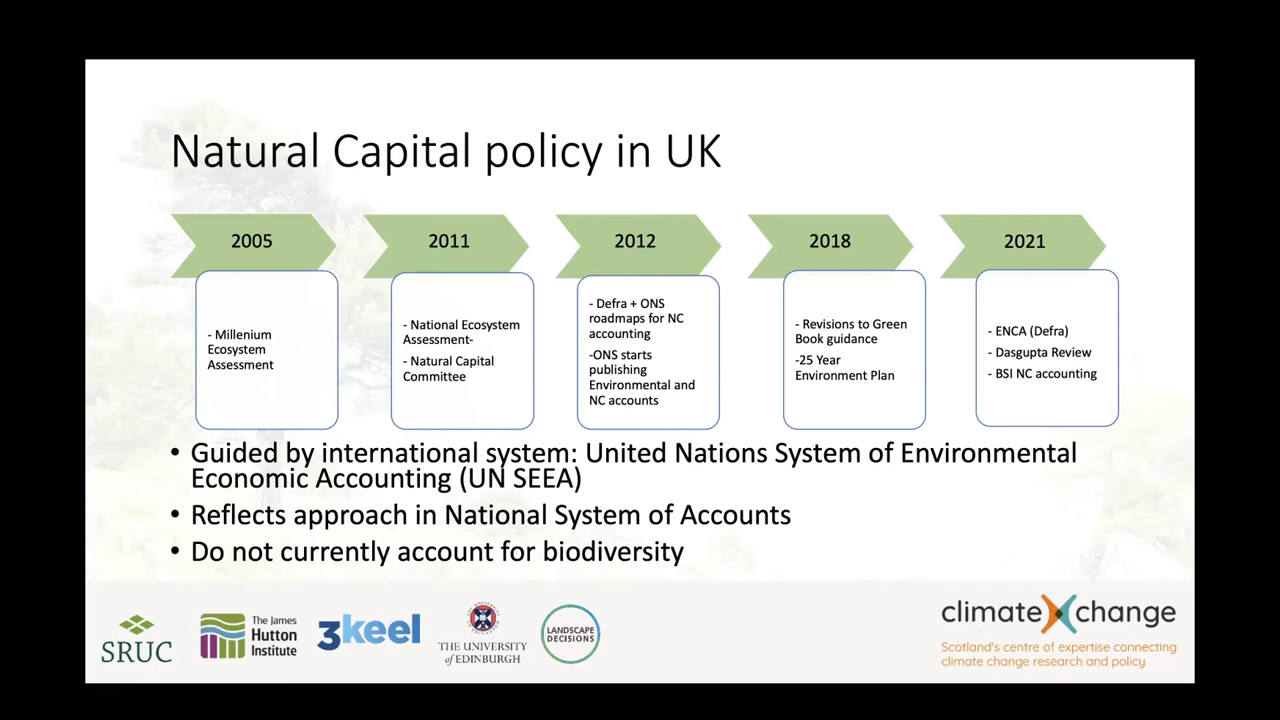 Natural Capital policy in UK
2005
- Millenium
Ecosystem
Assessment
2011
- National Ecosystem
Assessment-
- Natural Capital
Committee
2012
- Defra + ONS
roadmaps for NC
accounting
-ONS starts
publishing
Environmental and
NC accounts
2018
- Revisions to Green
Book guidance
-25 Year
Environment Plan
2021
- ENCA (Defra)
- Dasgupta Review
- BSI NC accounting
• Guided by international system: United Nations System of Environmental
Economic Accounting (UN SEEA)
• Reflects approach in National System of Accounts
• Do not currently account for biodiversity
SRUC
The James
Hutton
Institute
3keel
THE UNIVERSITY
of EDINBURGH
LANDSCAPE
DECISIONS
climateXchange
Scotland's centre of expertise connecting
climate change research and policy